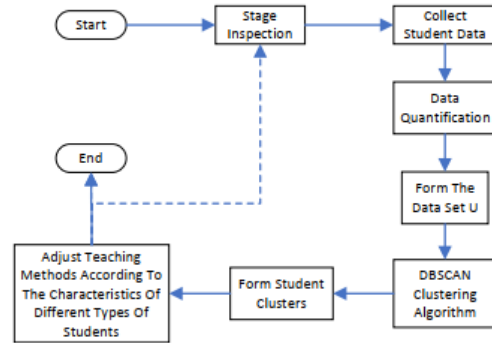 Start
Stage
Inspection
Collect
Student Data
Data
Quantification
End
Form The
Data Set U
Adjust Teaching
Methods According To
The Characteristics Of
Different Types Of
Students
Form Student
Clusters
DBSCAN
Clustering
Algorithm